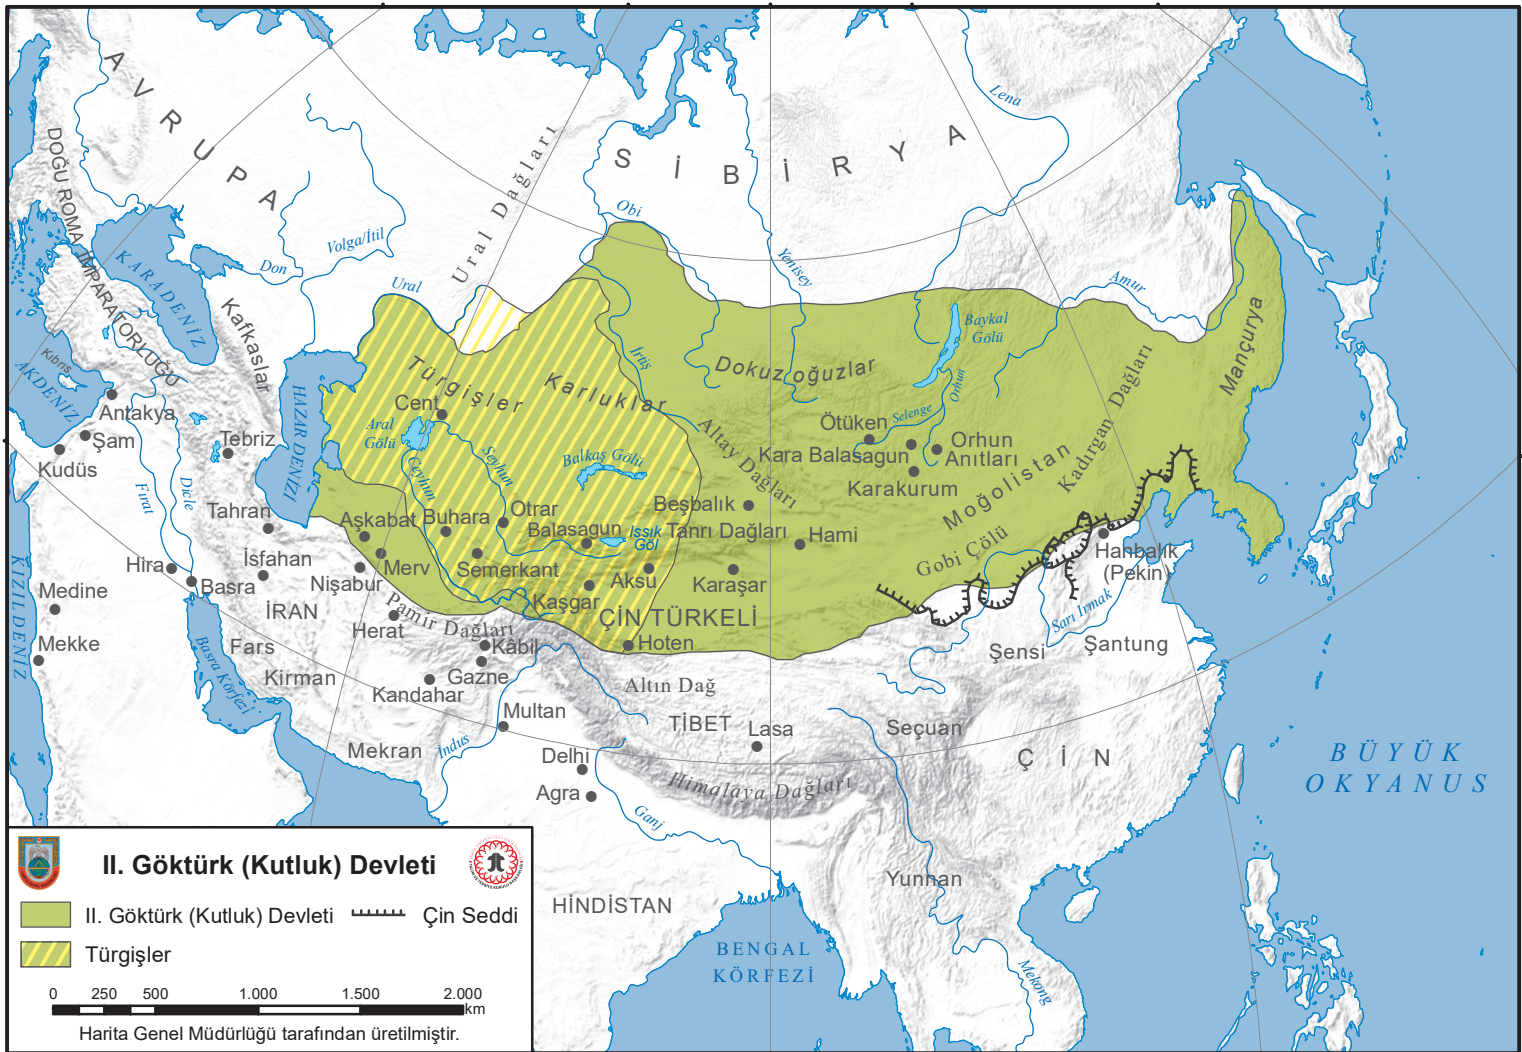 AVRUPA
SİBİRYA
Lena
DOĞU ROMA İMPARATORLUĞU
Ural Dağları
Obi
Volga/İtil
Don
Ural
Yenisey
Amur
KARADENİZ
Kafkaslar
Mançurya
Baykal
Gölü
İrtiş
Dokuz oğuzlar
Orhun
Kadırgan Dağları
Kıbrıs
AKDENİZ
Türgişler
Karluklar
HAZAR DENİZİ
Cent
Antakya
Ötüken
Selenge
Aral
Gölü
Altay Dağları
Şam
Tebriz
Orhun
Anıtları
Kara Balasagun
Kudüs
Seyhun
Ceyhun
Balkaş Gölü
Moğolistan
Fırat
Dicle
Karakurum
Tahran
Beşbalık
Aşkabat
Buhara
Otrar
Balasagun
Issık
Göl
Tanrı Dağları
Hami
Gobi Çölü
Hanbalık
(Pekin)
KIZILDENİZ
Hira
İsfahan
Nişabur
Merv
Semerkant
Aksu
Karaşar
Medine
Basra
Kaşgar
İRAN
Pamir Dağları
ÇİN TÜRKELİ
Sarı Irmak
Herat
Mekke
Basra Körfezi
Fars
Kâbil
Hoten
Şensi
Şantung
Kirman
Gazne
Kandahar
Altın Dağ
Multan
TİBET
Lasa
Seçuan
Mekran
İndus
Delhi
ÇİN
BÜYÜK
OKYANUS
Agra
Himalaya Dağları
Ganj
Yunnan
HİNDİSTAN
BENGAL
KÖRFEZİ
Mekong
II. Göktürk (Kutluk) Devleti
II. Göktürk (Kutluk) Devleti
Çin Seddi
Türgişler
0 250 500 1.000 1.500 2.000
km
Harita Genel Müdürlüğü tarafından üretilmiştir.